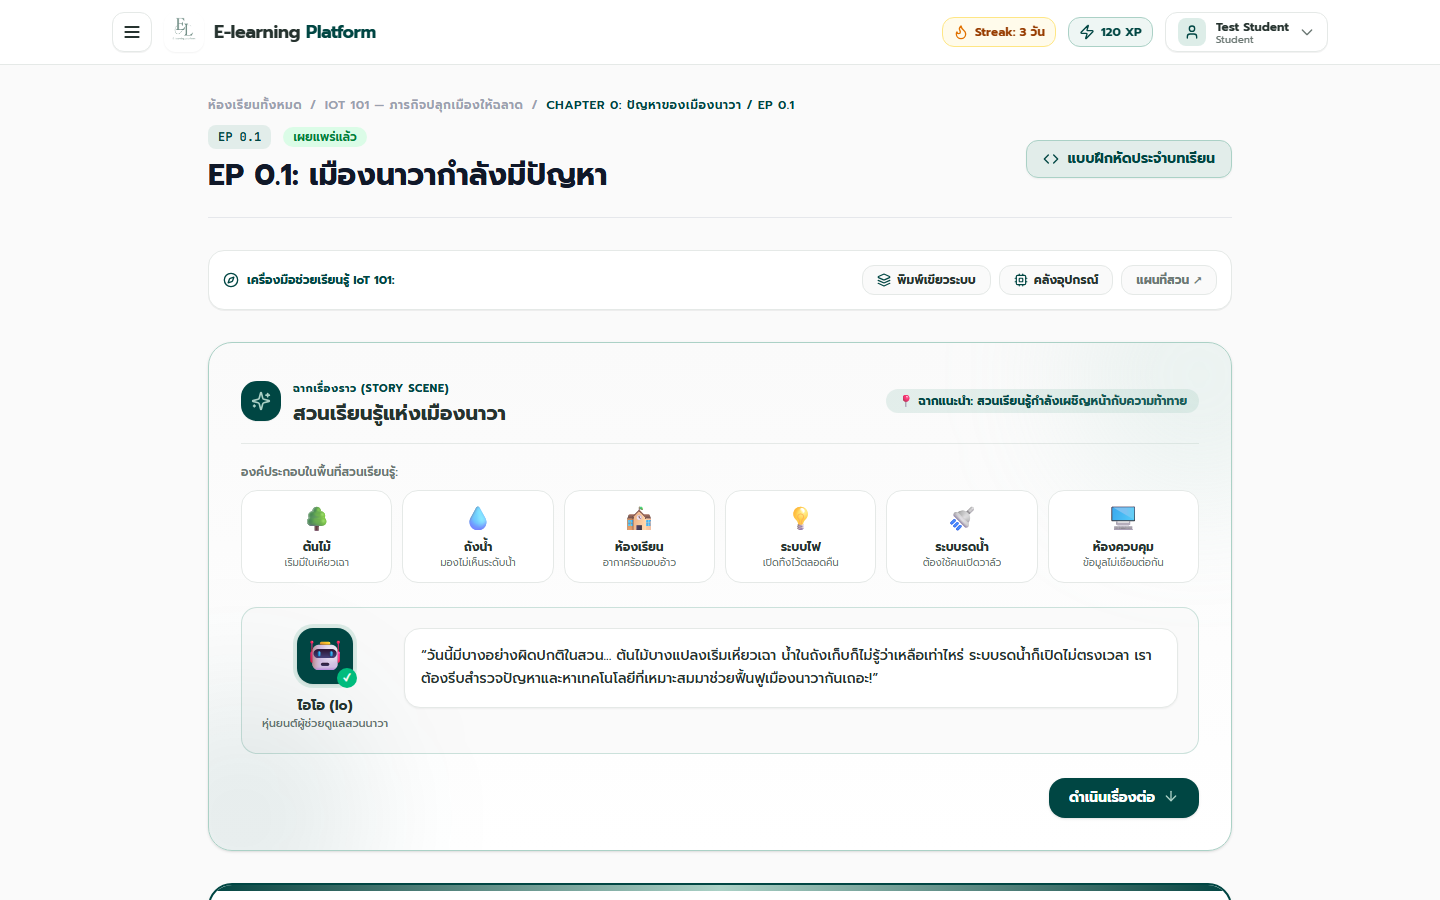 EL
E-learning Platform
Streak: 3 วัน
120 XP
Test Student
Student
ห้องเรียนทั้งหมด / IOT 101 — ภารกิจปลุกเมืองให้ฉลาด / CHAPTER 0: ปัญหาของเมืองนาวา / EP 0.1
EP 0.1
เผยแพร่แล้ว
EP 0.1: เมืองนาวากำลังมีปัญหา
แบบฝึกหัดประจำบทเรียน
เครื่องมือช่วยเรียนรู้ IoT 101:
พิมพ์เขียวระบบ
คลังอุปกรณ์
แผนที่สวน ↗
ฉากเรื่องราว (STORY SCENE)
สวนเรียนรู้แห่งเมืองนาวา
ฉากแนะนำ: สวนเรียนรู้กำลังเผชิญหน้ากับความท้าทาย
องค์ประกอบในพื้นที่สวนเรียนรู้:
ต้นไม้
เริ่มมีใบเหี่ยวเฉา
ถังน้ำ
มองไม่เห็นระดับน้ำ
ห้องเรียน
อากาศร้อนอบอ้าว
ระบบไฟ
เปิดทิ้งไว้ตลอดคืน
ระบบรดน้ำ
ต้องใช้คนเปิดวาล์ว
ห้องควบคุม
ข้อมูลไม่เชื่อมต่อกัน
“วันนี้มีบางอย่างผิดปกติในสวน... ต้นไม้บางแปลงเริ่มเหี่ยวเฉา น้ำในถังเก็บก็ไม่รู้ว่าเหลือเท่าไหร่ ระบบรดน้ำก็เปิดไม่ตรงเวลา เรา
ต้องรีบสำรวจปัญหาและหาเทคโนโลยีที่เหมาะสมมาช่วยฟื้นฟูเมืองนาวากันเถอะ!”
ไอโอ (Io)
หุ่นยนต์ผู้ช่วยดูแลสวนนาวา
ดำเนินเรื่องต่อ ↓